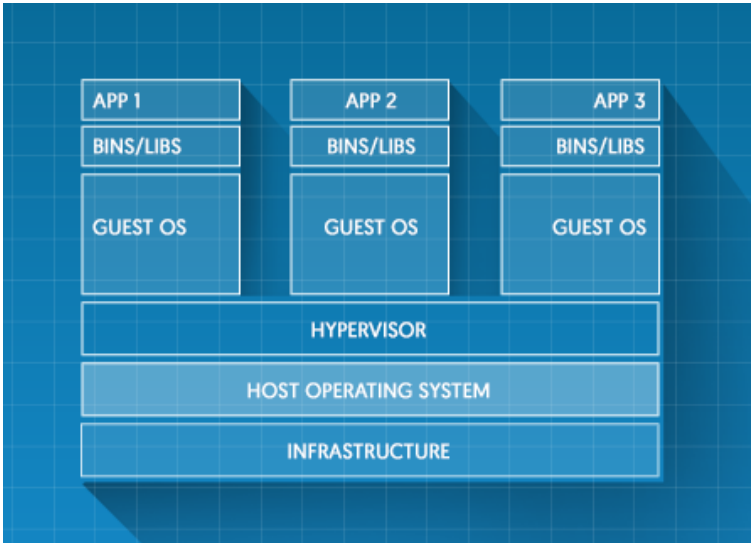 APP 1
APP 2
APP 3
BINS/LIBS
BINS/LIBS
BINS/LIBS
GUEST OS
GUEST OS
GUEST OS
HYPERVISOR
HOST OPERATING SYSTEM
INFRASTRUCTURE